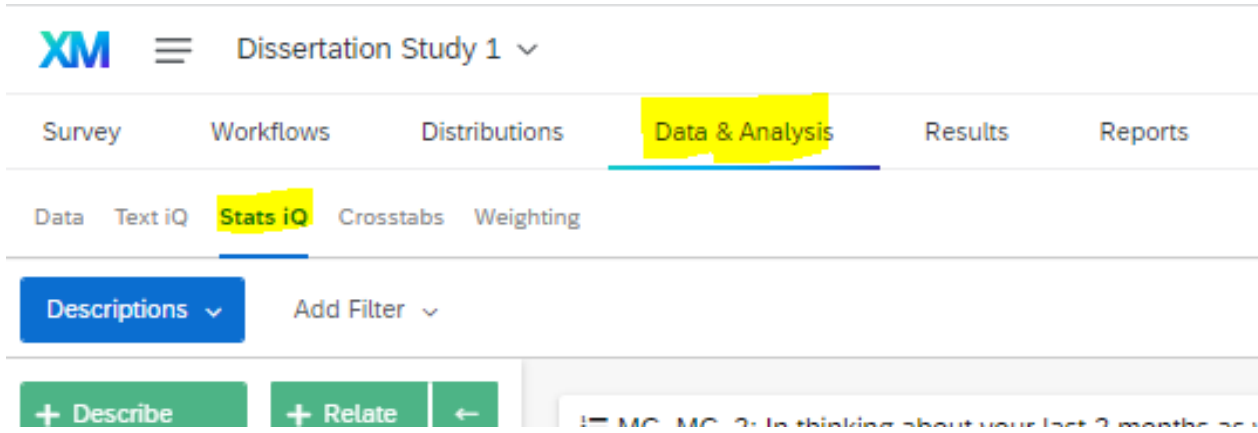 XM Dissertation Study 1
Survey Workflows Distributions Data & Analysis Results Reports
Data Text iQ Stats iQ Crosstabs Weighting
Descriptions Add Filter
+ Describe + Relate ← MC_MC_2: In thinking about your last 2 months as